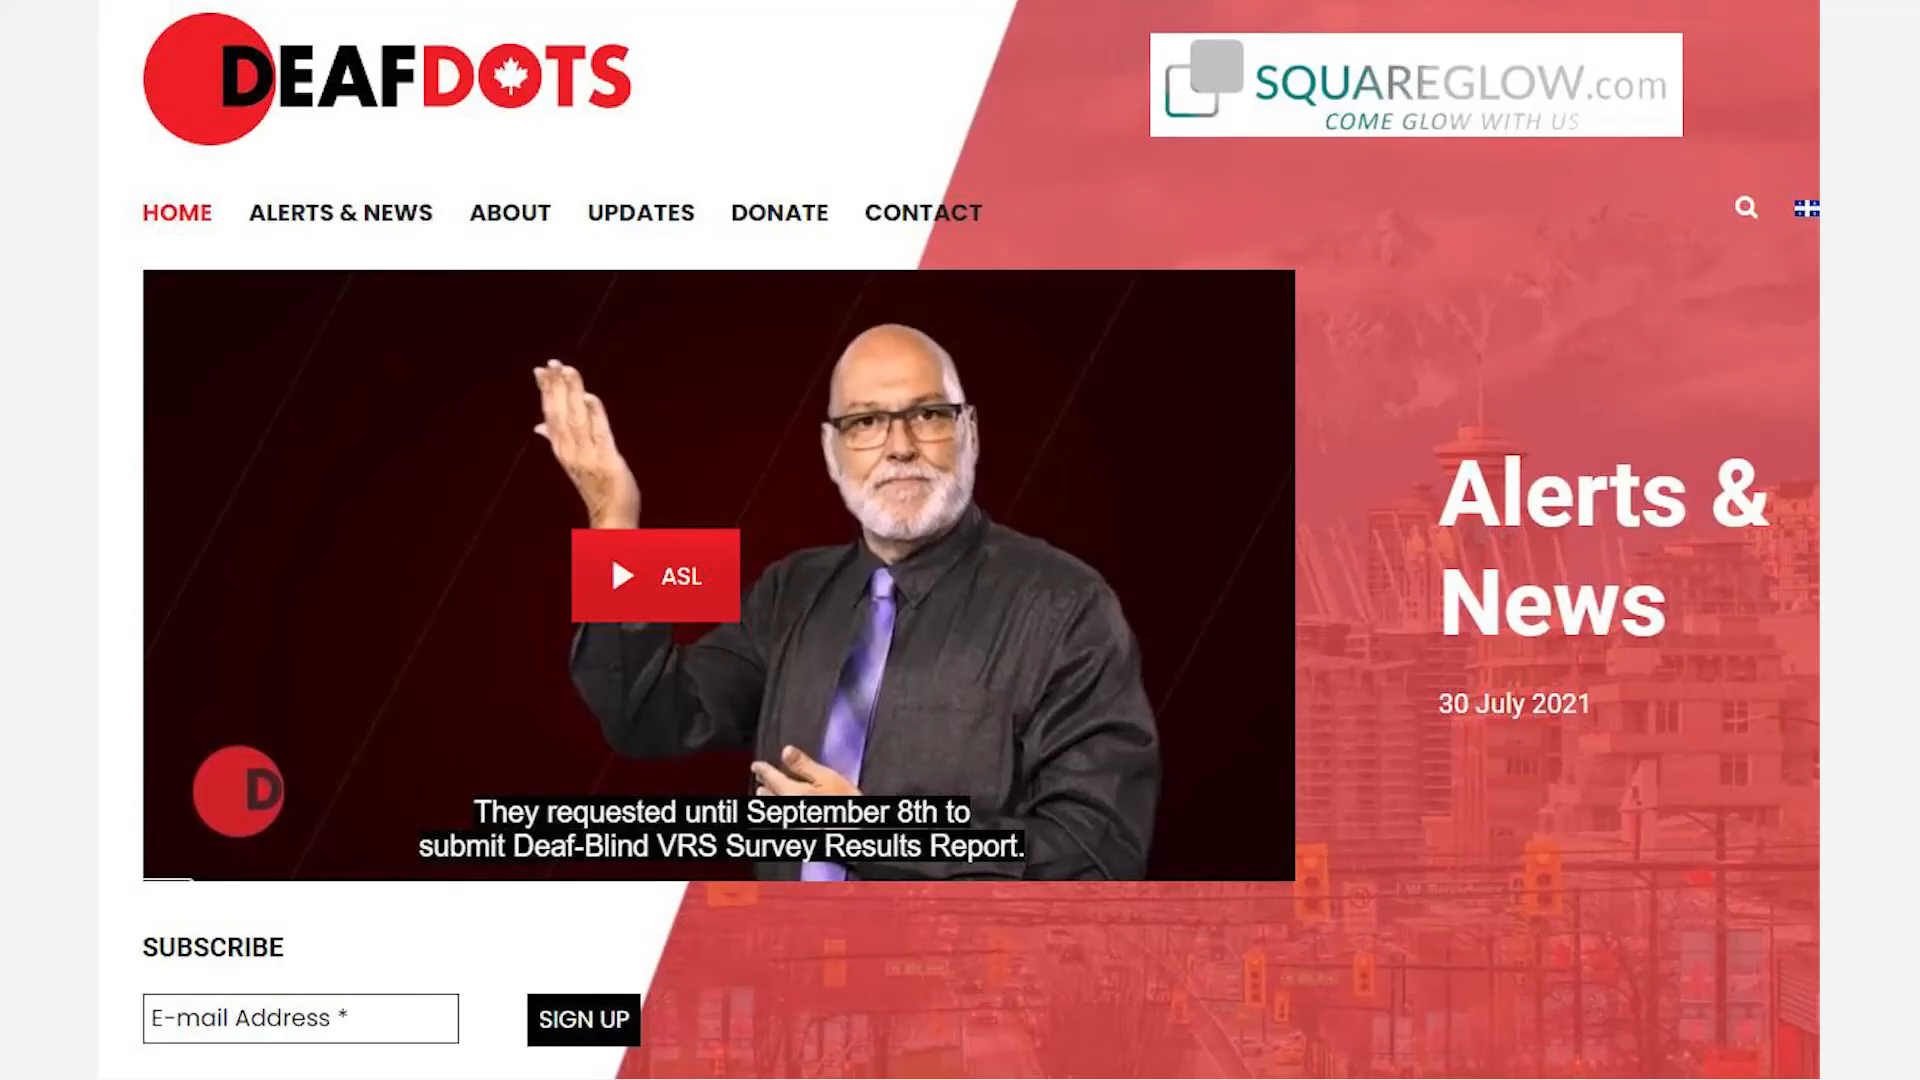 DEAFDOTS
SQUAREGLOW.com
COME GLOW WITH US
HOME ALERTS & NEWS ABOUT UPDATES DONATE CONTACT
ASL
Alerts &
News
30 July 2021
D
They requested until September 8th to
submit Deaf-Blind VRS Survey Results Report.
SUBSCRIBE
E-mail Address *
SIGN UP